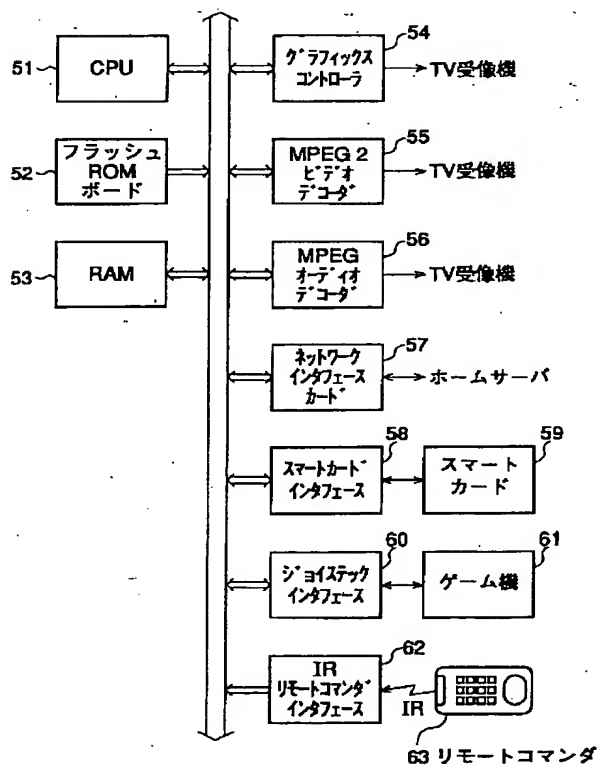 54
51
CPU
グラフィックス
コントローラ
TV受像機
55
52
フラッシュ
ROM
ボード
MPEG 2
ビデオ
デコーダ
TV受像機
56
53
RAM
MPEG
オーディオ
デコーダ
TV受像機
57
ネットワーク
インタフェース
カード
ホームサーバ
58
59
スマートカード
インタフェース
スマート
カード
60
61
ジョイステック
インタフェース
ゲーム機
62
IR
リモートコマンダ
インタフェース
IR
63 リモートコマンダ